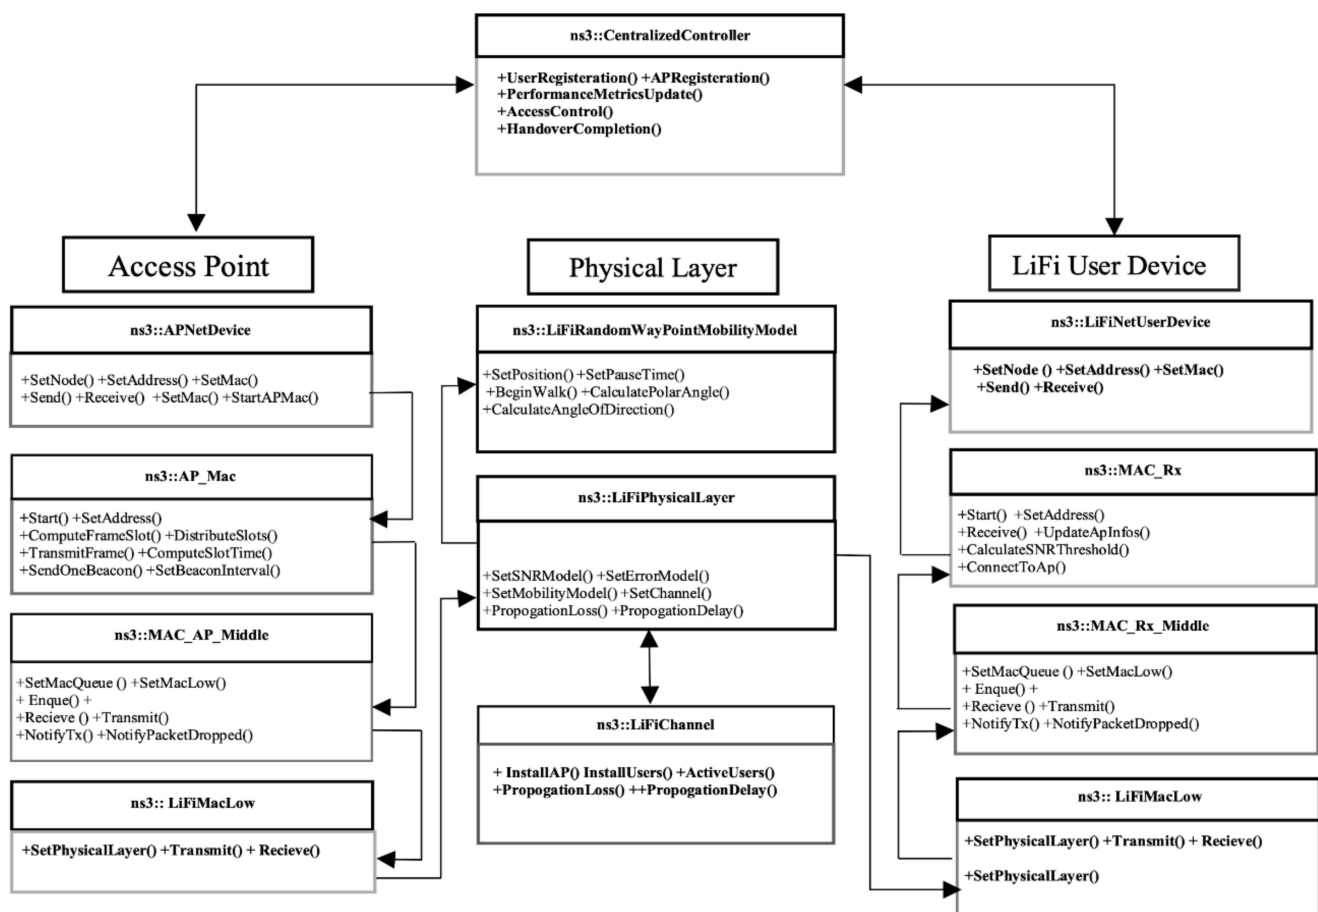 ns3::CentralizedController
+UserRegisteration() +APRegisteration()
+PerformanceMetricsUpdate()
+AccessControl()
+HandoverCompletion()
Access Point
ns3::APNetDevice
+SetNode() +SetAddress() +SetMac()
+Send() +Receive() +SetMac() +StartAPMac()
ns3::AP_Mac
+Start() +SetAddress()
+ComputeFrameSlot() +DistributeSlots()
+TransmitFrame() +ComputeSlotTime()
+SendOneBeacon() +SetBeaconInterval()
ns3::MAC_AP_Middle
+SetMacQueue () +SetMacLow()
+ Enque() +
+Recieve () +Transmit()
+NotifyTx() +NotifyPacketDropped()
ns3:: LiFiMacLow
+SetPhysicalLayer() +Transmit() + Recieve()
Physical Layer
ns3::LiFiRandomWayPointMobilityModel
+SetPosition() +SetPauseTime()
+BeginWalk() +CalculatePolarAngle()
+CalculateAngleOfDirection()
ns3::LiFiPhysicalLayer
+SetSNRModel() +SetErrorModel()
+SetMobilityModel() +SetChannel()
+PropogationLoss() +PropogationDelay()
ns3::LiFiChannel
+ InstallAP() InstallUsers() +ActiveUsers()
+PropogationLoss() ++PropogationDelay()
LiFi User Device
ns3::LiFiNetUserDevice
+SetNode () +SetAddress() +SetMac()
+Send() +Receive()
ns3::MAC_Rx
+Start() +SetAddress()
+Receive() +UpdateApInfos()
+CalculateSNRThreshold()
+ConnectToAp()
ns3::MAC_Rx_Middle
+SetMacQueue () +SetMacLow()
+ Enque() +
+Recieve () +Transmit()
+NotifyTx() +NotifyPacketDropped()
ns3:: LiFiMacLow
+SetPhysicalLayer() +Transmit() + Recieve()
+SetPhysicalLayer()